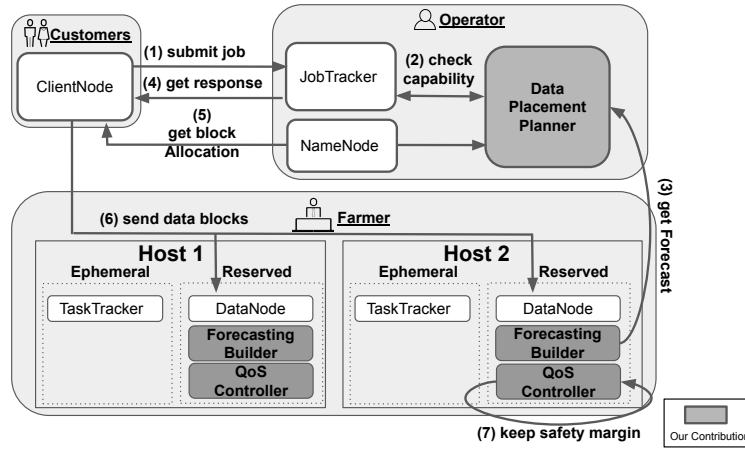 Customers
Operator
(1) submit job
ClientNode
JobTracker
(2) check
capability
Data
Placement
Planner
(4) get response
(5)
get block
Allocation
NameNode
(3) get Forecast
(6) send data blocks
Farmer
Host 1
Host 2
Ephemeral
Reserved
Ephemeral
Reserved
TaskTracker
DataNode
TaskTracker
DataNode
Forecasting
Builder
Forecasting
Builder
QoS
Controller
QoS
Controller
(7) keep safety margin
Our Contribution